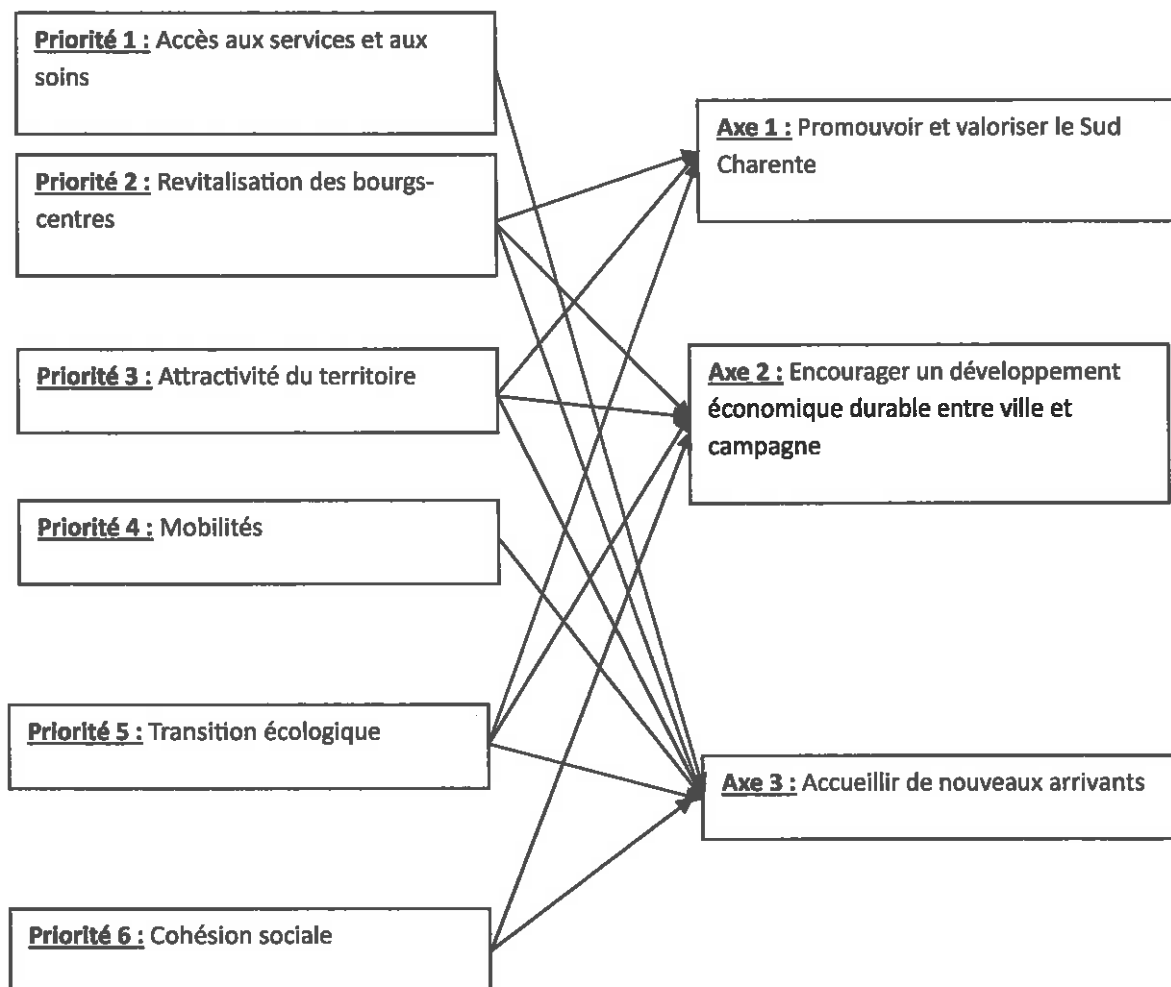 Priorité 1 : Accès aux services et aux
soins
Priorité 2 : Revitalisation des bourgs-
centres
Priorité 3 : Attractivité du territoire
Priorité 4 : Mobilités
Priorité 5 : Transition écologique
Priorité 6 : Cohésion sociale
Axe 1 : Promouvoir et valoriser le Sud
Charente
Axe 2 : Encourager un développement
économique durable entre ville et
campagne
Axe 3 : Accueillir de nouveaux arrivants